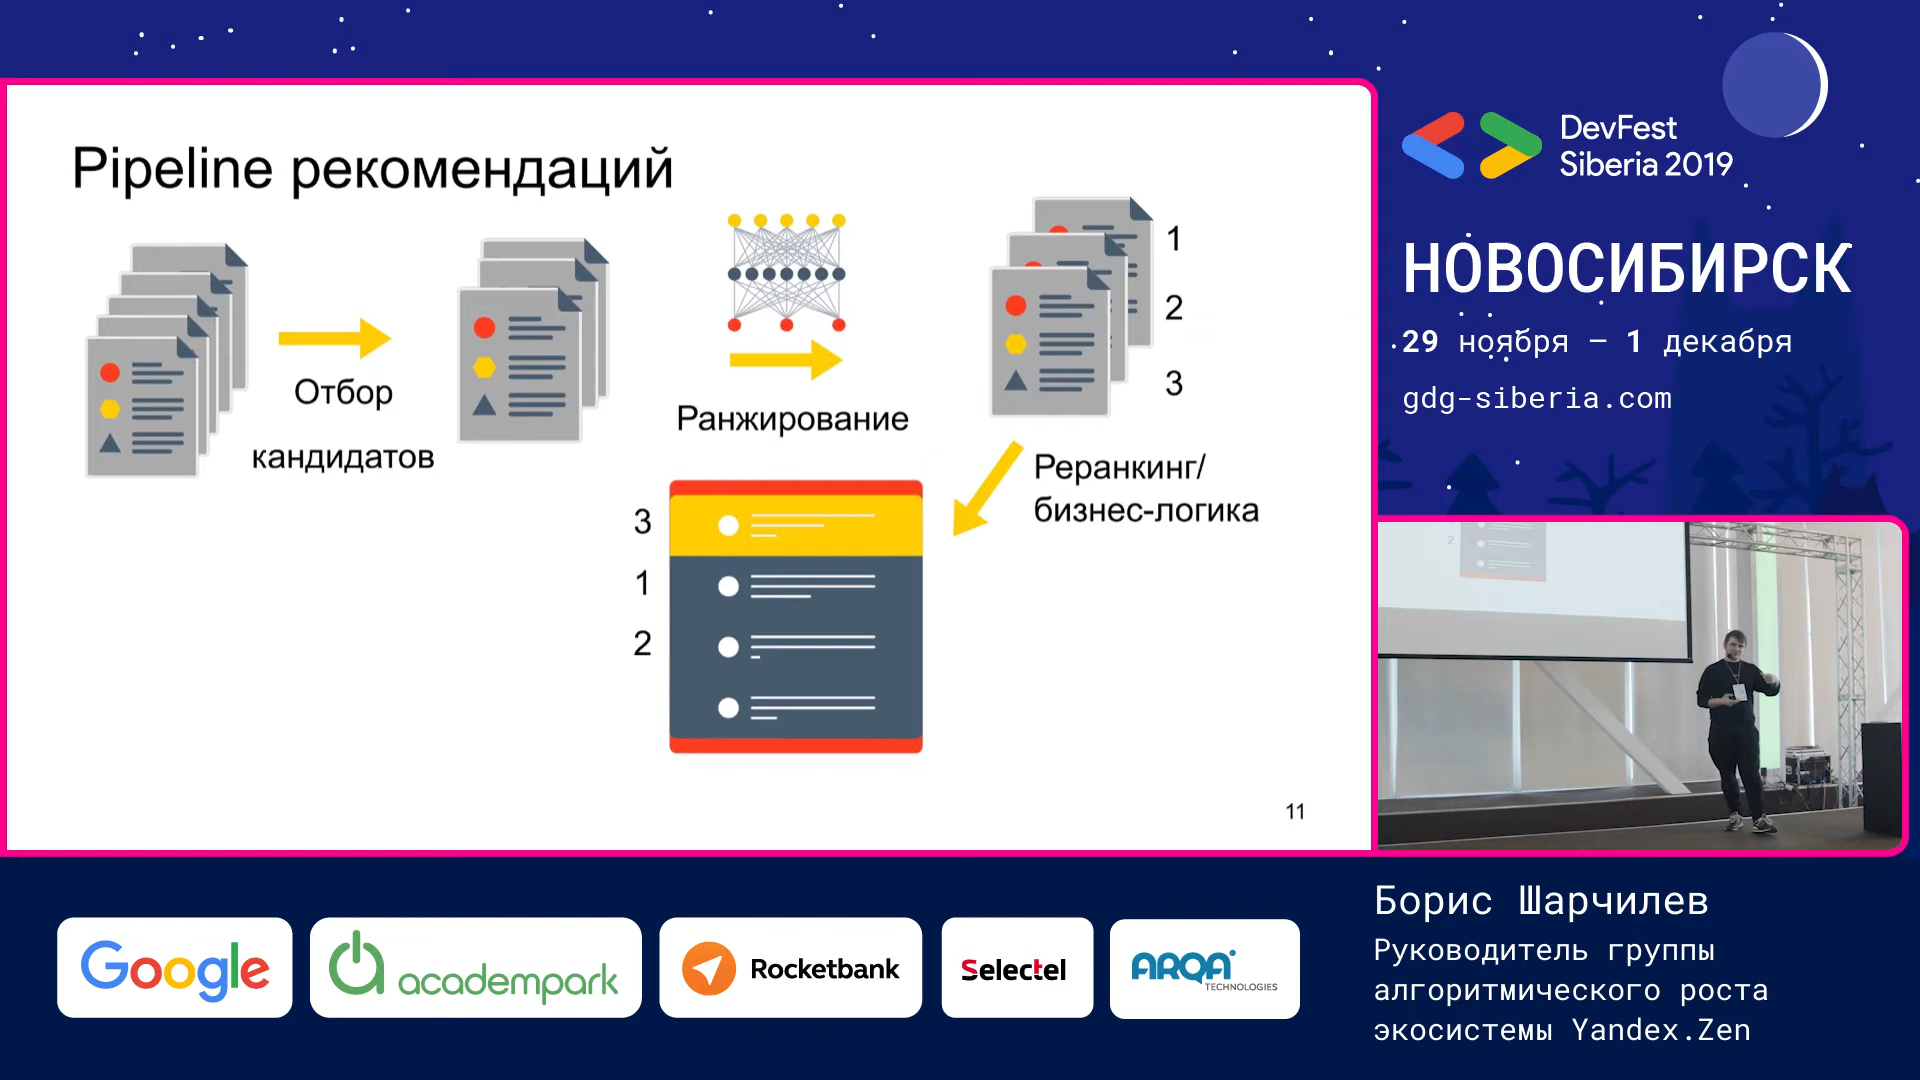 Pipeline рекомендаций
Отбор
кандидатов
Ранжирование
1
2
3
Реранкинг/
бизнес-логика
3
1
2
11
DevFest
Siberia 2019
НОВОСИБИРСК
29 ноября – 1 декабря
gdg-siberia.com
2
Google
academpark
Rocketbank
Selectel
ARQA
TECHNOLOGIES
Борис Шарчилев
Руководитель группы
алгоритмического роста
экосистемы Yandex.Zen